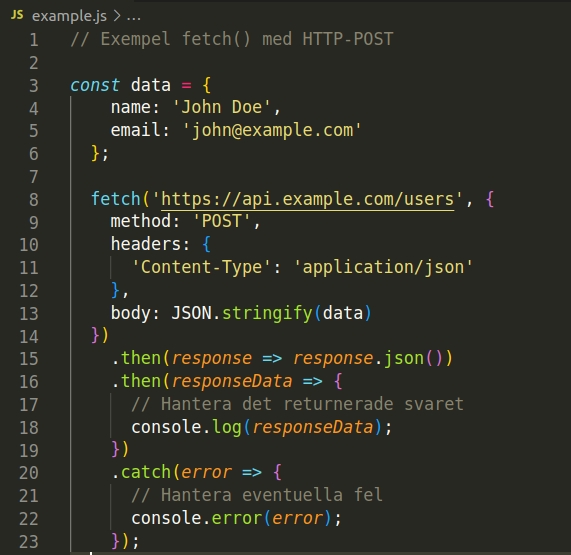 JS example.js > ...
1 // Exempel fetch() med HTTP-POST
2
3 const data = {
4 name: 'John Doe',
5 email: 'john@example.com'
6 };
7
8 fetch('https://api.example.com/users', {
9 method: 'POST',
10 headers: {
11 'Content-Type': 'application/json'
12 },
13 body: JSON.stringify(data)
14 })
15 .then(response => response.json())
16 .then(responseData => {
17 // Hantera det returnerade svaret
18 console.log(responseData);
19 })
20 .catch(error => {
21 // Hantera eventuella fel
22 console.error(error);
23 });